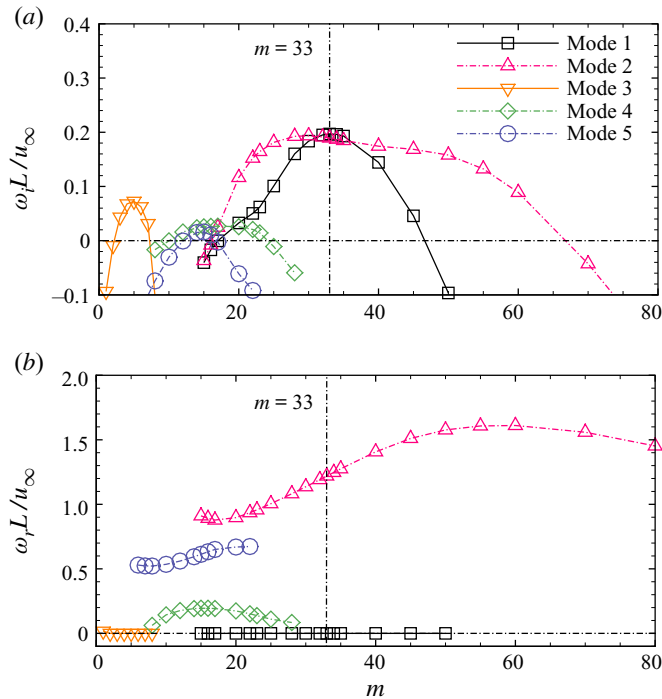 (a)
0.4
0.3
0.2
0.1
0
−0.1
ω_i L/u_∞
m = 33
Mode 1
Mode 2
Mode 3
Mode 4
Mode 5
20
40
60
80
(b)
2.0
1.5
1.0
0.5
0
ω_r L/u_∞
m = 33
0
20
40
60
80
m